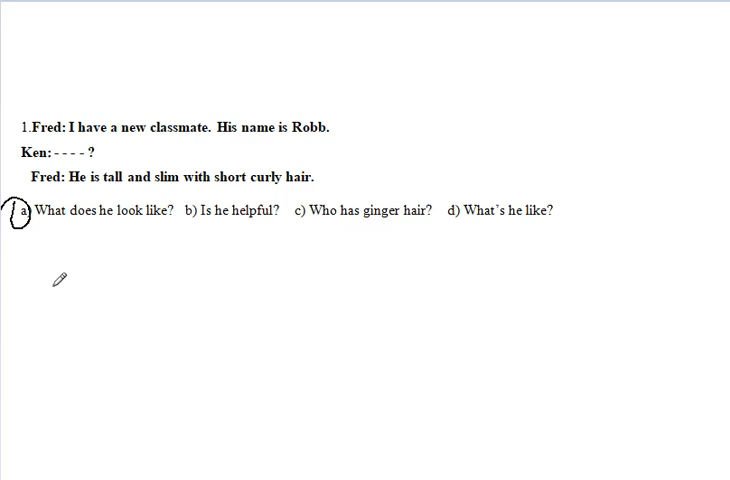 1.Fred: I have a new classmate. His name is Robb.
Ken: - - - - ?
Fred: He is tall and slim with short curly hair.
a) What does he look like? b) Is he helpful? c) Who has ginger hair? d) What's he like?